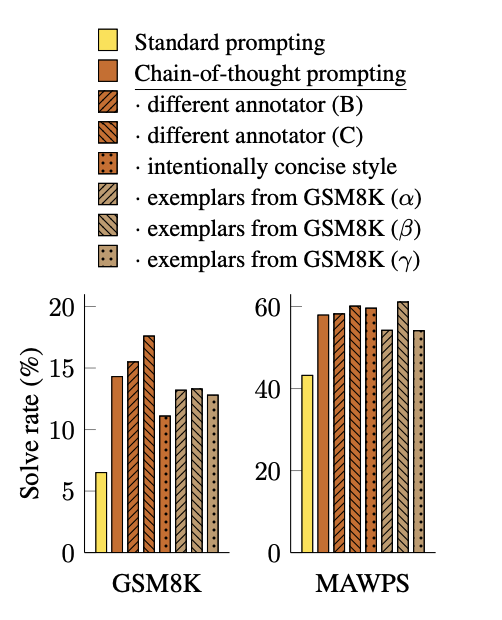 Standard prompting
Chain-of-thought prompting
· different annotator (B)
· different annotator (C)
· intentionally concise style
· exemplars from GSM8K (α)
· exemplars from GSM8K (β)
· exemplars from GSM8K (γ)
Solve rate (%)
20
15
10
5
0
GSM8K
60
40
20
0
MAWPS